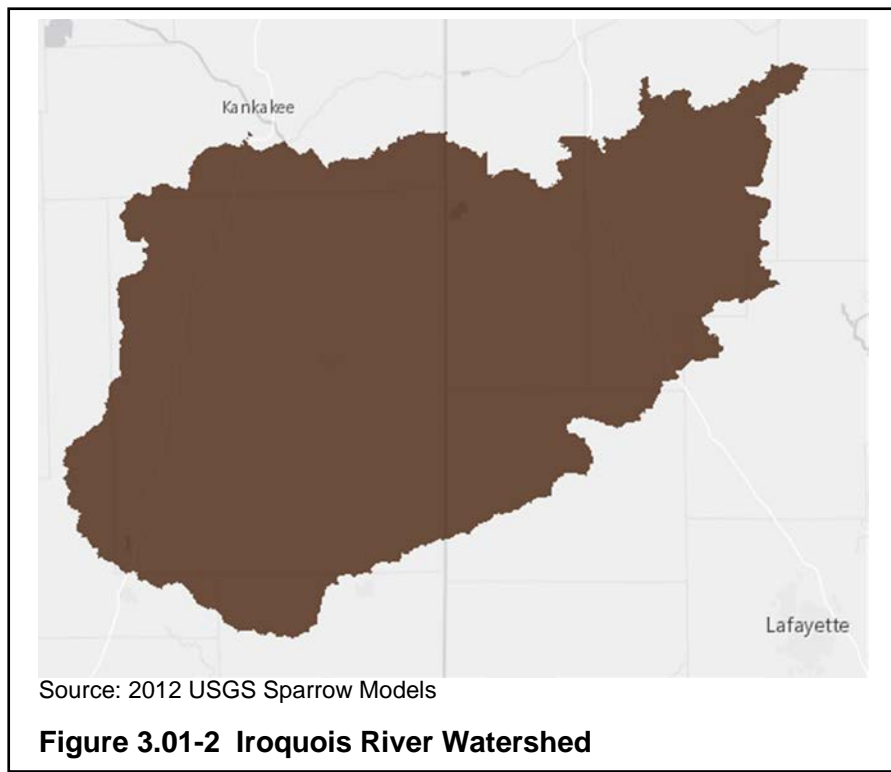 Kankakee
Lafayette
Source: 2012 USGS Sparrow Models
Figure 3.01-2 Iroquois River Watershed